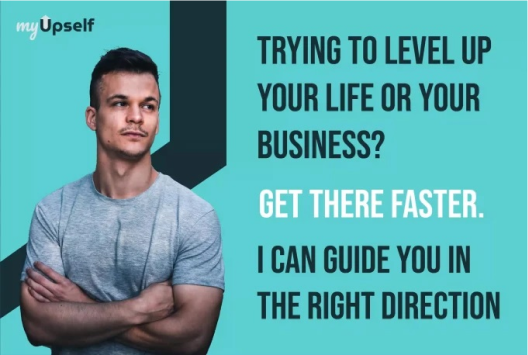 myUpself
TRYING TO LEVEL UP
YOUR LIFE OR YOUR
BUSINESS?
GET THERE FASTER.
I CAN GUIDE YOU IN
THE RIGHT DIRECTION